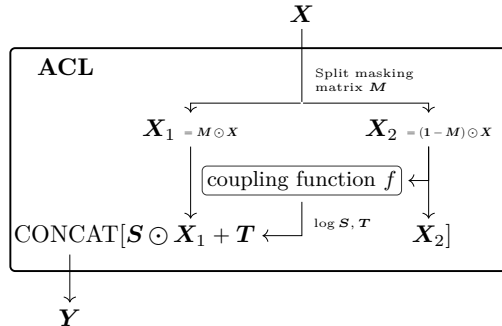 X
ACL
Split masking
matrix M
X₁ = M ⊙ X
X₂ = (1−M) ⊙ X
coupling function f
log S, T
CONCAT[S ⊙ X₁ + T
X₂]
Y